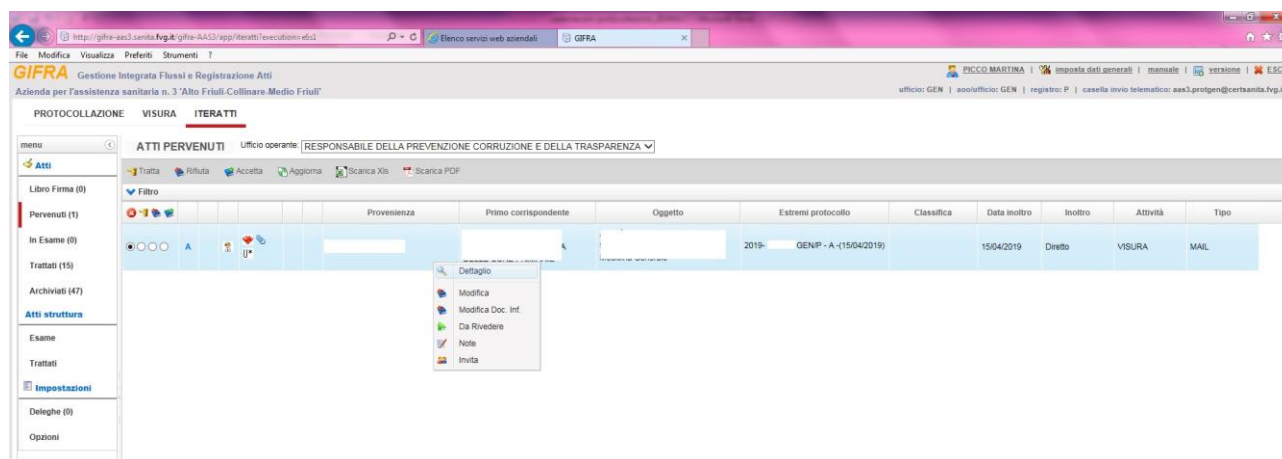 http://gifra-aas3.sanita.fvg.it/gifra-AAS3/app/iteratti?execution=e6s1
Elenco servizi web aziendali
GIFRA
File Modifica Visualizza Preferiti Strumenti ?
GIFRA Gestione Integrata Flussi e Registrazione Atti
PICCO MARTINA | imposta dati generali | manuale | versione | ESC
Azienda per l'assistenza sanitaria n. 3 'Alto Friuli-Collinare-Medio Friuli'
ufficio: GEN | aoo/ufficio: GEN | registro: P | casella invio telematico: aas3.protgen@certsanita.fvg.i
PROTOCOLLAZIONE VISURA ITERATTI
menu
ATTI PERVENUTI Ufficio operante: RESPONSABILE DELLA PREVENZIONE CORRUZIONE E DELLA TRASPARENZA
Atti
Tratta Rifiuta Accetta Aggiorna Scarica Xls Scarica PDF
Libro Firma (0)
Filtro
Pervenuti (1)
Provenienza Primo corrispondente Oggetto Estremi protocollo Classifica Data inoltro Inoltro Attività Tipo
In Esame (0)
A A 2019- GEN/P - A -(15/04/2019) 15/04/2019 Diretto VISURA MAIL
Trattati (15)
Dettaglio
Archiviati (47)
Modifica
Modifica Doc. Inf.
Atti struttura
Da Rivedere
Esame
Note
Invita
Trattati
Impostazioni
Deleghe (0)
Opzioni